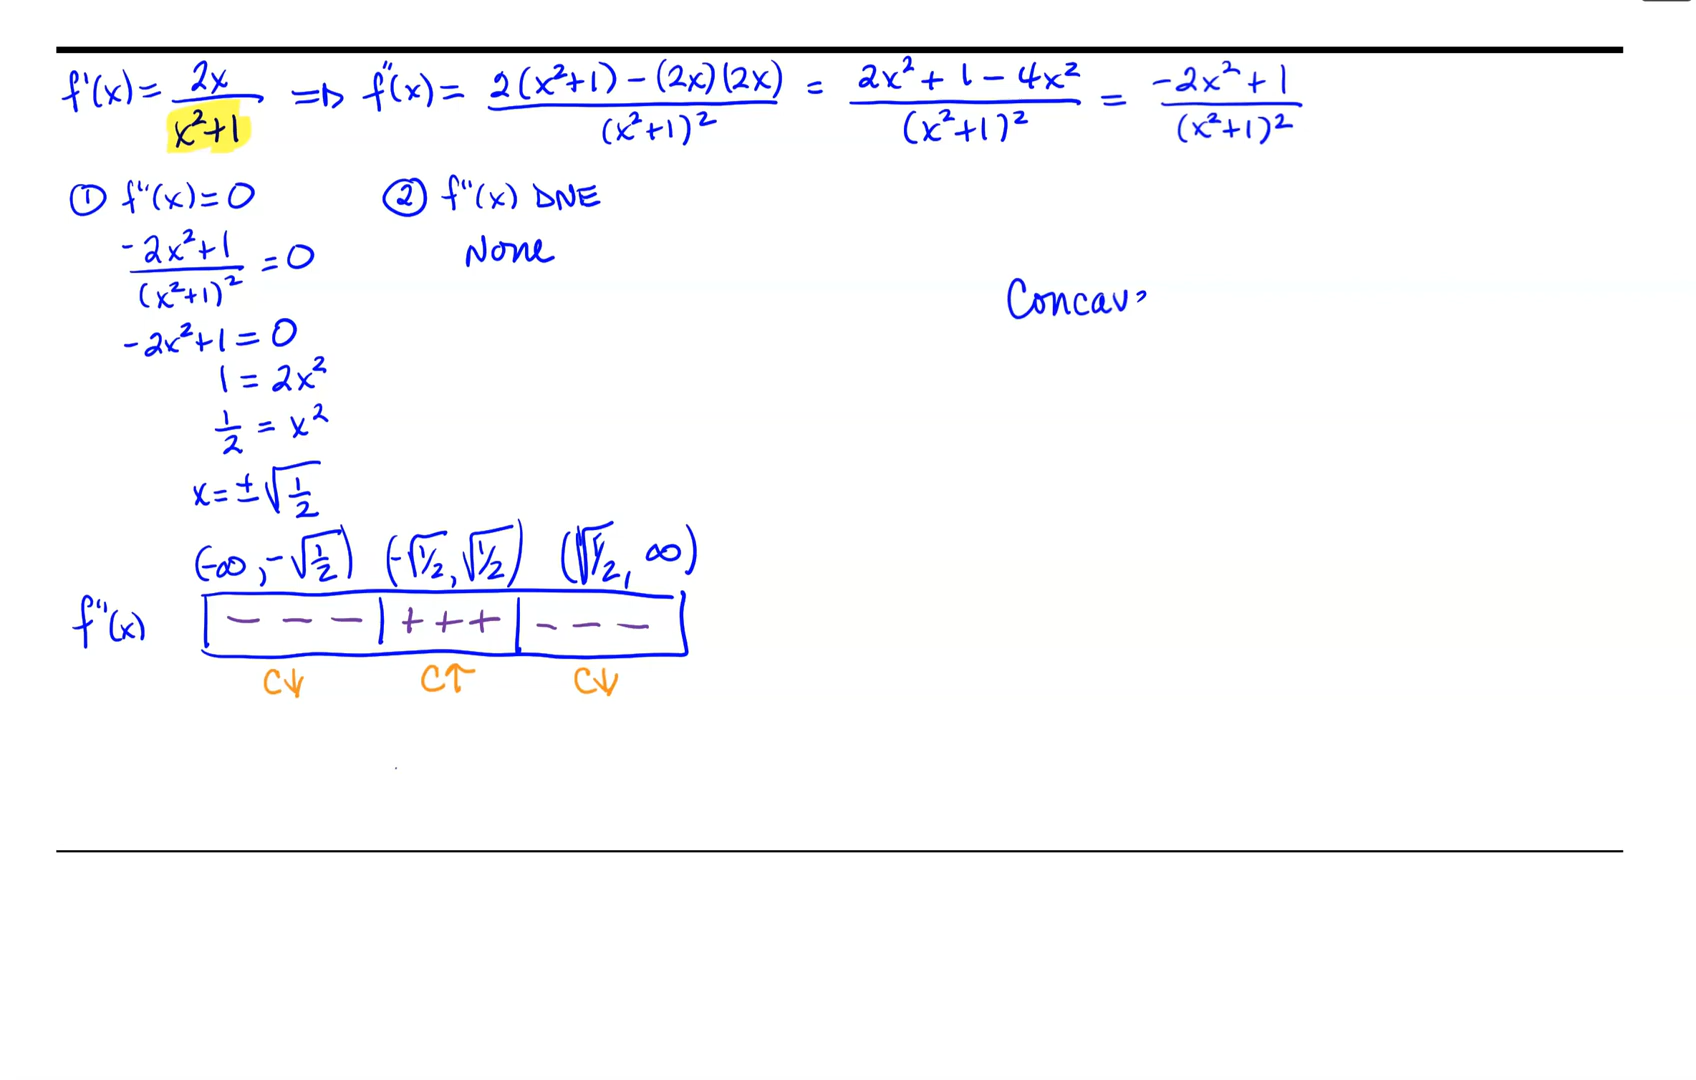 f'(x) = 2x/(x²+1) ⇒ f''(x) = (2(x²+1) - (2x)(2x))/(x²+1)² = (2x² + 1 - 4x²)/(x²+1)² = (-2x² + 1)/(x²+1)²
① f''(x) = 0 ② f''(x) DNE
(-2x²+1)/(x²+1)² = 0 None
Concav
-2x²+1 = 0
1 = 2x²
1/2 = x²
x = ±√(1/2)
(-∞, -√(1/2)) (-√(1/2), √(1/2)) (√(1/2), ∞)
f''(x) - - - | + + + | - - -
C↓ C↑ C↓